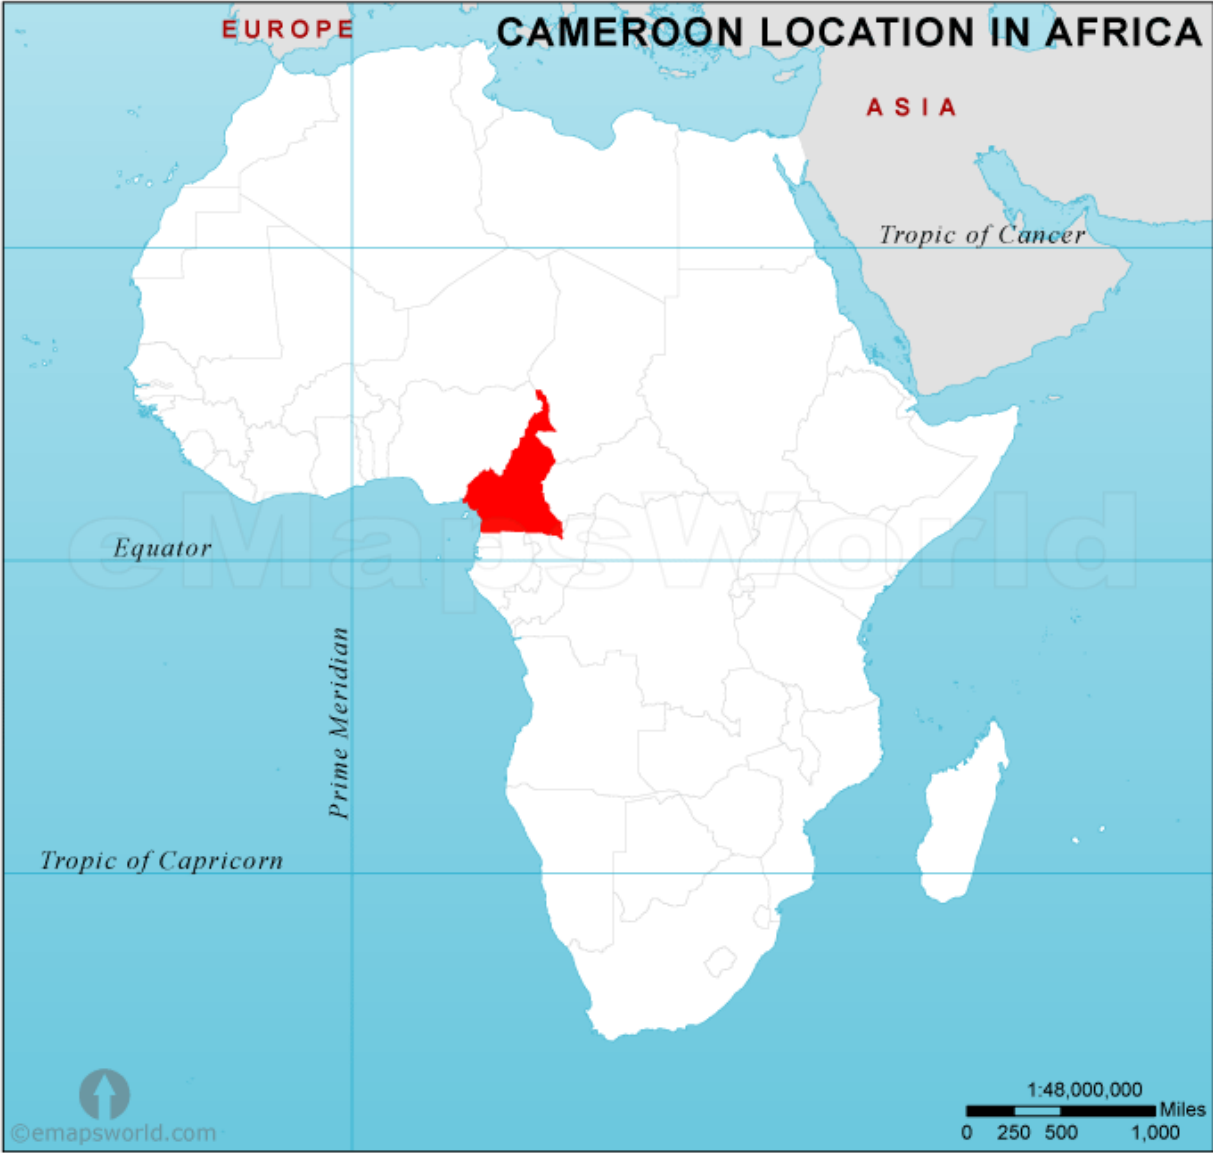 EUROPE
CAMEROON LOCATION IN AFRICA
ASIA
Tropic of Cancer
eMapsWorld
Equator
Prime Meridian
Tropic of Capricorn
1:48,000,000
Miles
0 250 500 1,000
©emapsworld.com